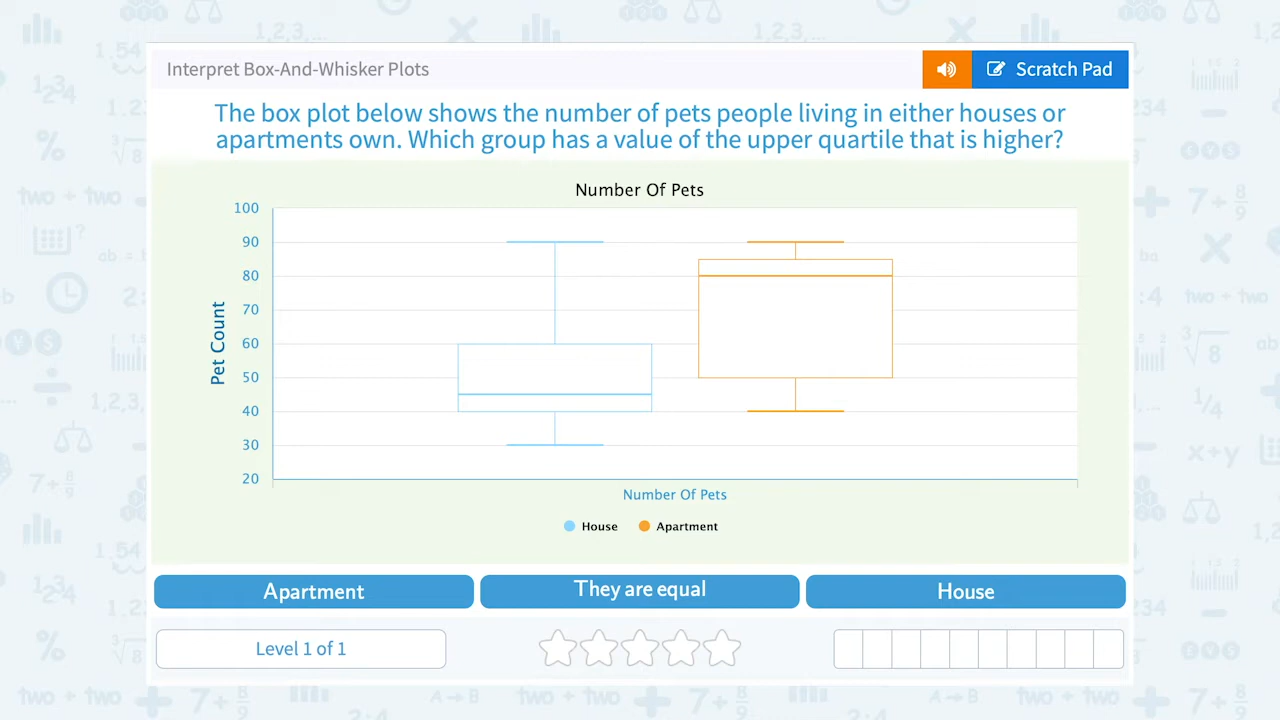 Interpret Box-And-Whisker Plots
Scratch Pad
The box plot below shows the number of pets people living in either houses or
apartments own. Which group has a value of the upper quartile that is higher?
Number Of Pets
100
90
80
70
60
50
40
30
20
Pet Count
Number Of Pets
House
Apartment
Apartment
They are equal
House
Level 1 of 1